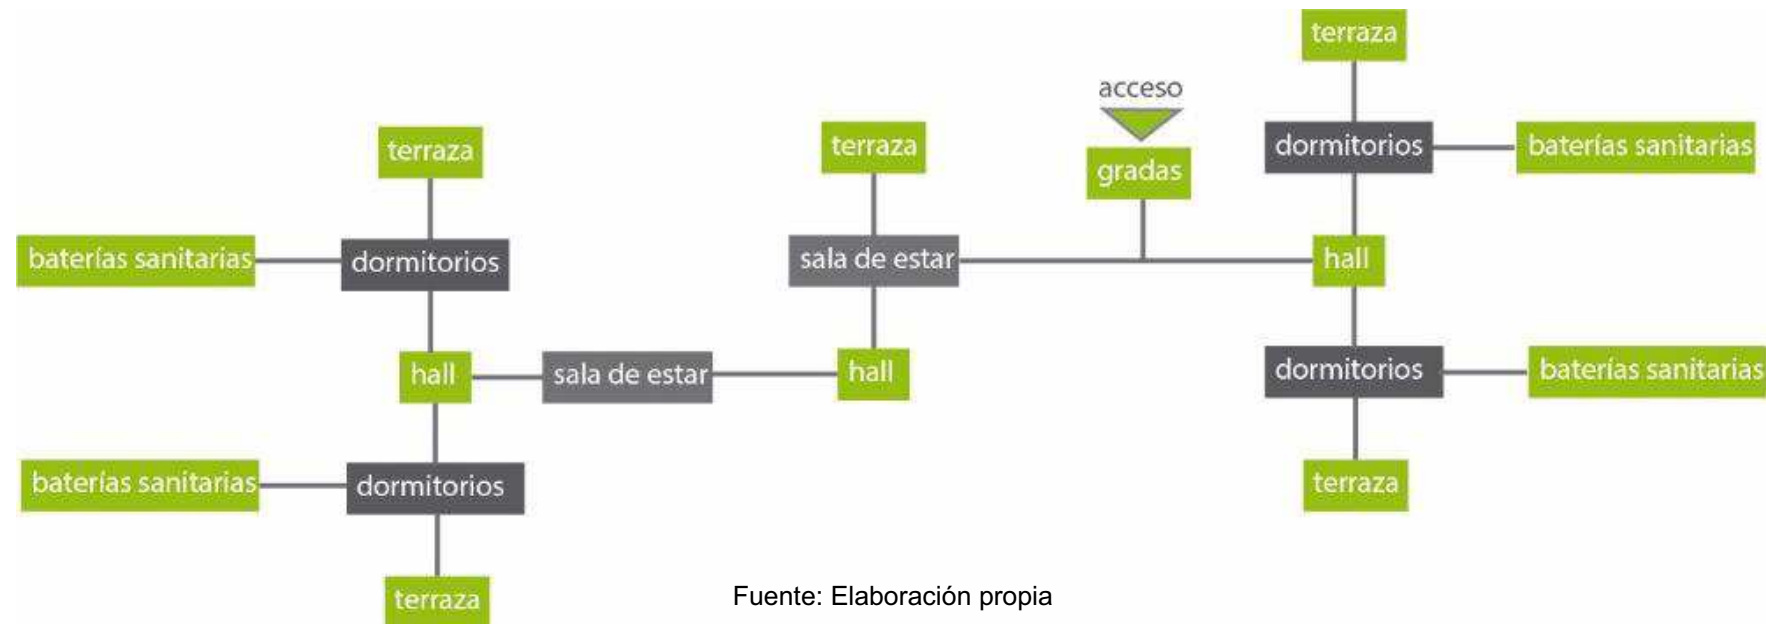 terraza
acceso
terraza
terraza
gradas
dormitorios
baterías sanitarias
baterías sanitarias
dormitorios
sala de estar
hall
hall
sala de estar
hall
dormitorios
baterías sanitarias
baterías sanitarias
dormitorios
terraza
terraza
Fuente: Elaboración propia